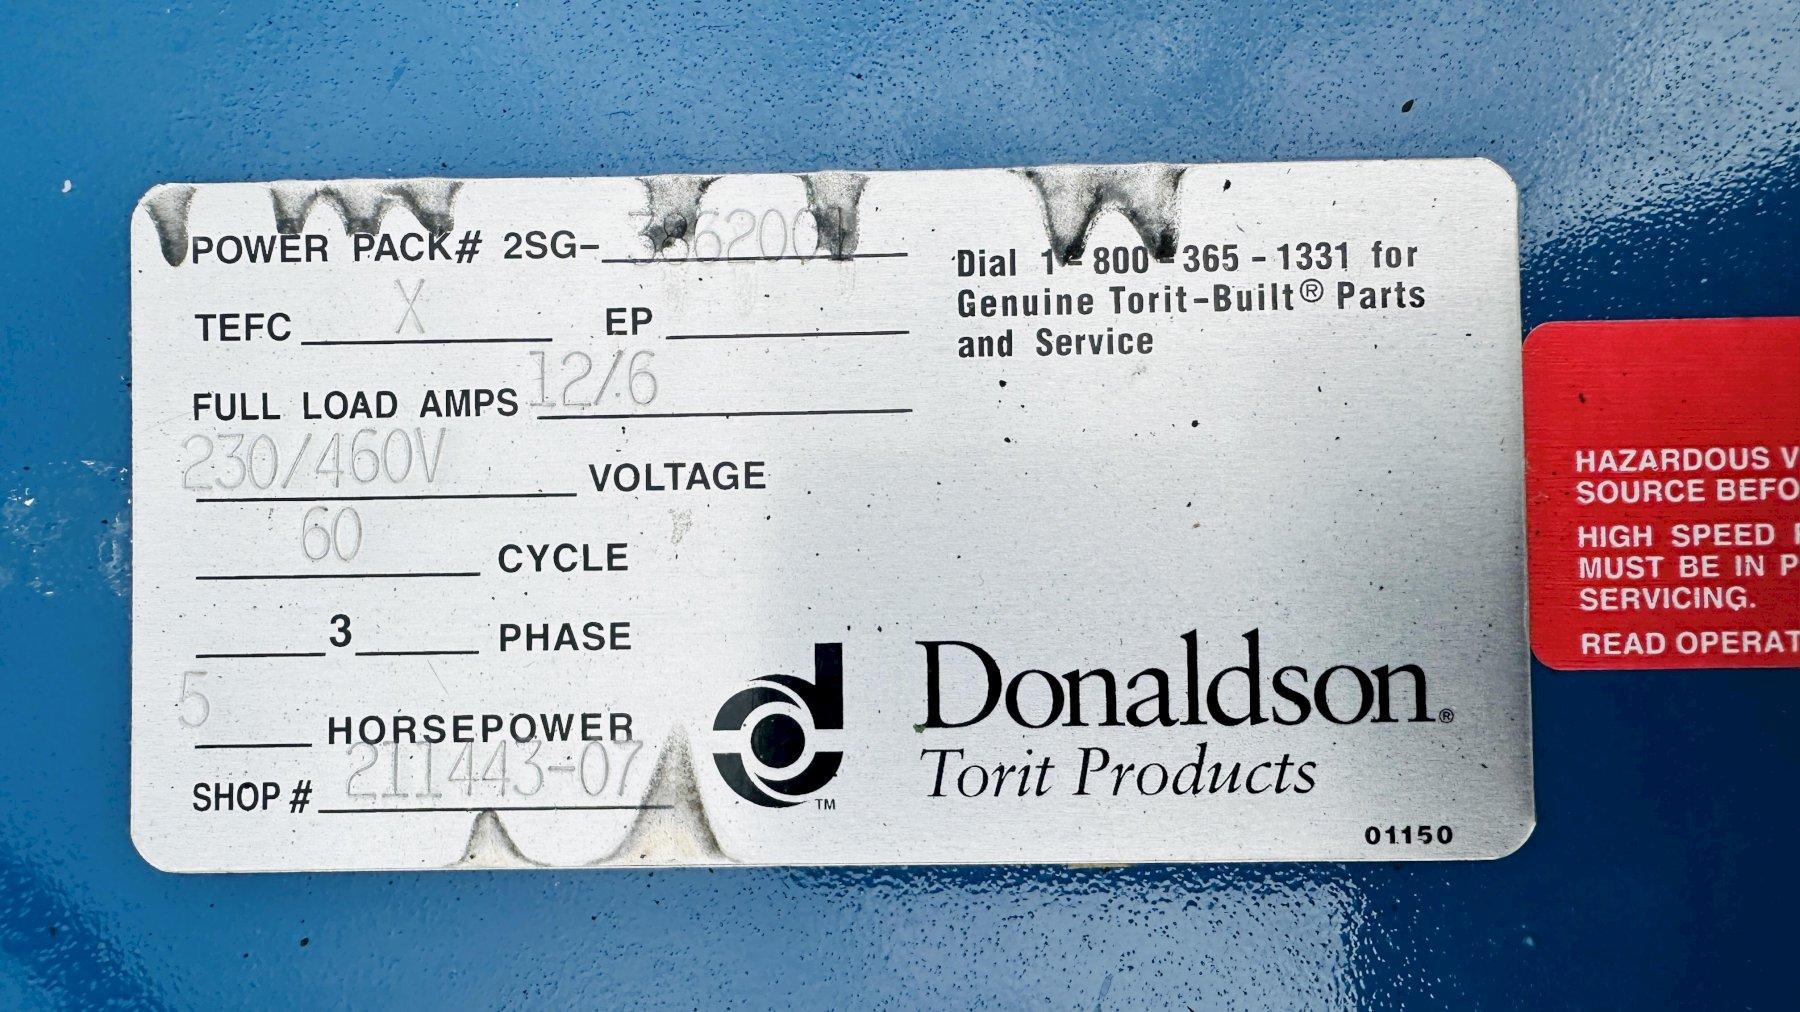 POWER PACK# 2SG- 3862001
TEFC X EP
FULL LOAD AMPS 12/6
230/460V VOLTAGE
60 CYCLE
3 PHASE
5 HORSEPOWER
SHOP # 211443-07
Dial 1-800-365-1331 for
Genuine Torit-Built® Parts
and Service
Donaldson®
Torit Products
TM
01150
HAZARDOUS V
SOURCE BEFO
HIGH SPEED
MUST BE IN P
SERVICING.
READ OPERAT